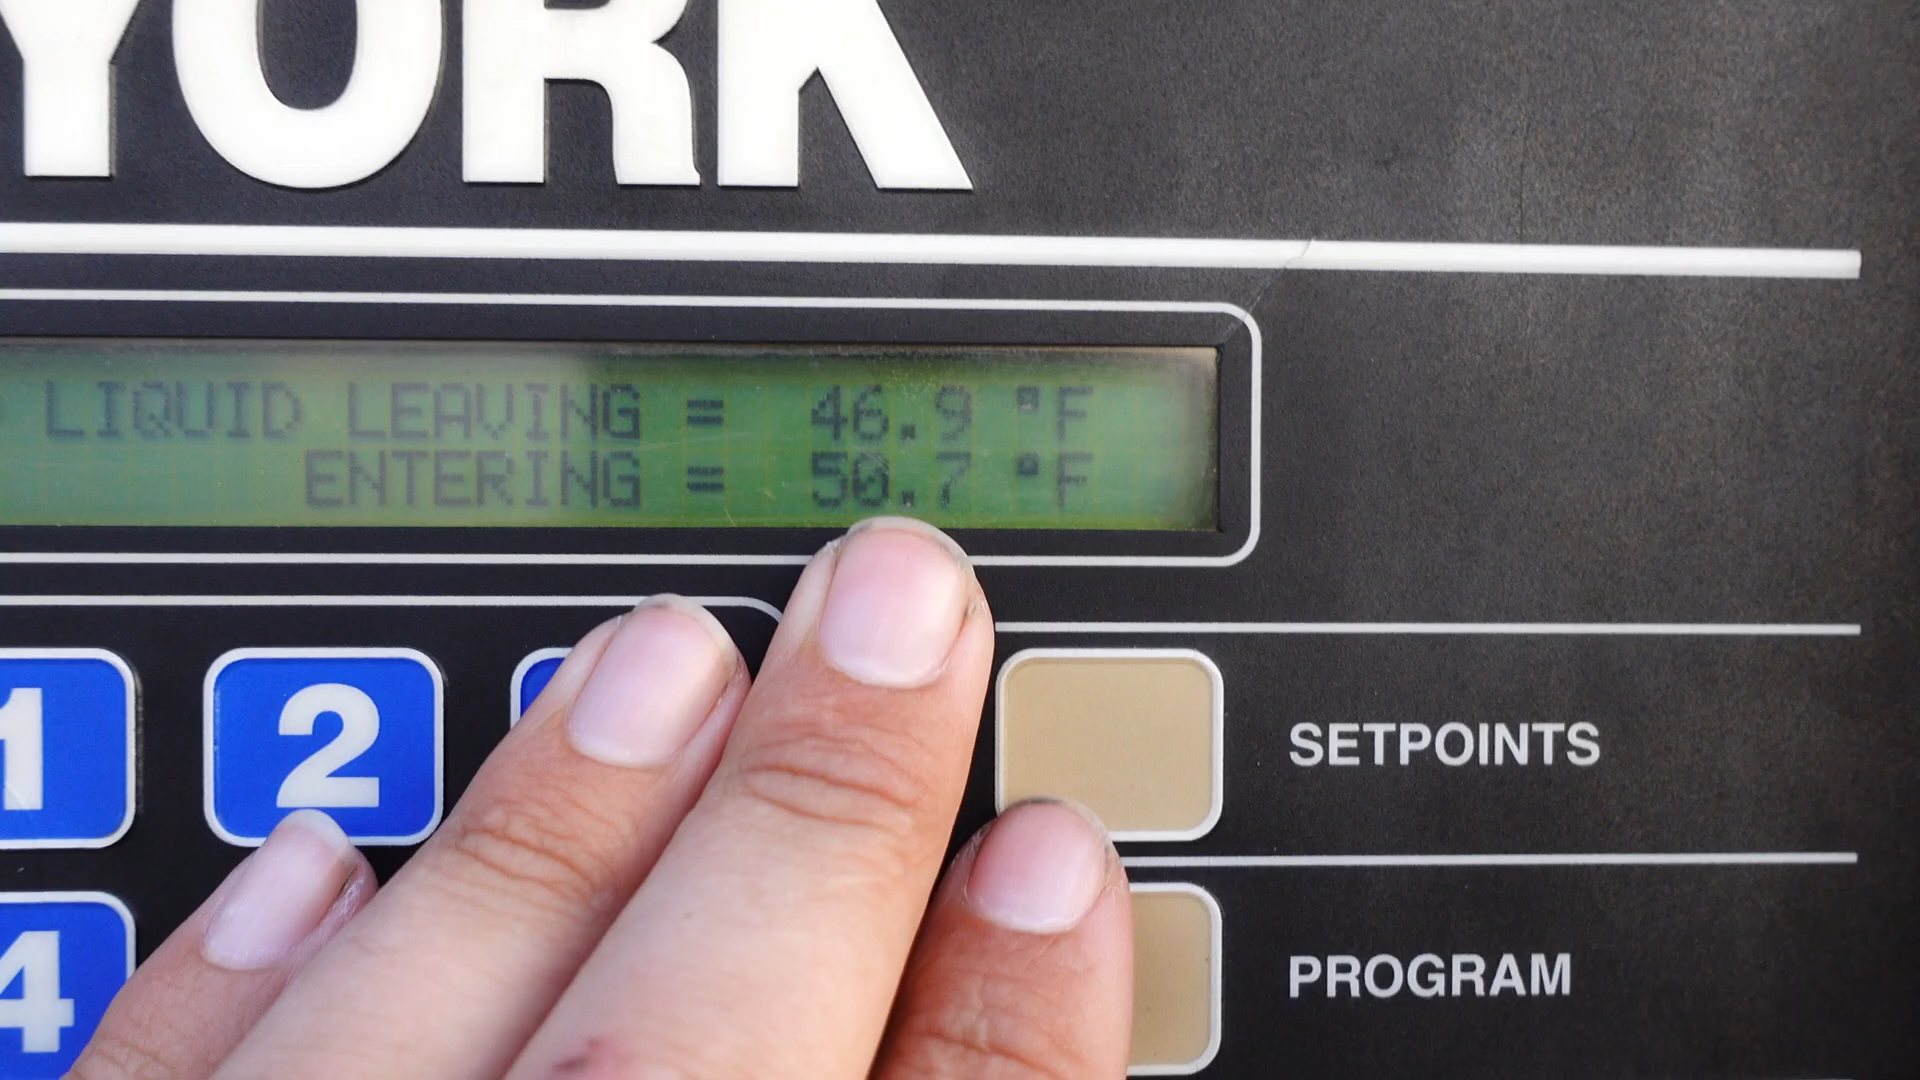 YORK
LIQUID LEAVING = 46.9 °F
ENTERING = 50.7 °F
1 2
SETPOINTS
4
PROGRAM